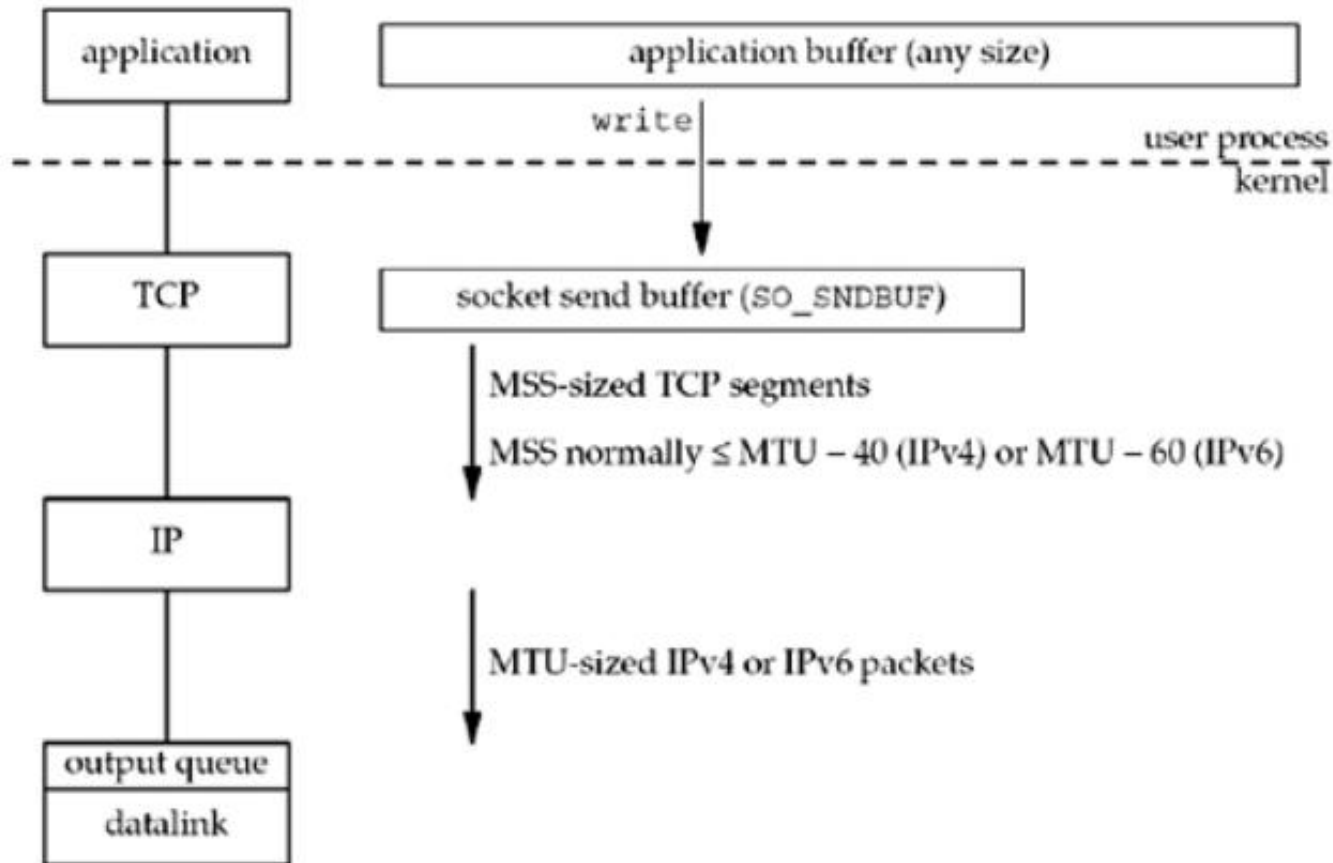 application
application buffer (any size)
write
user process
kernel
TCP
socket send buffer (SO_SNDBUF)
MSS-sized TCP segments
MSS normally ≤ MTU – 40 (IPv4) or MTU – 60 (IPv6)
IP
MTU-sized IPv4 or IPv6 packets
output queue
datalink